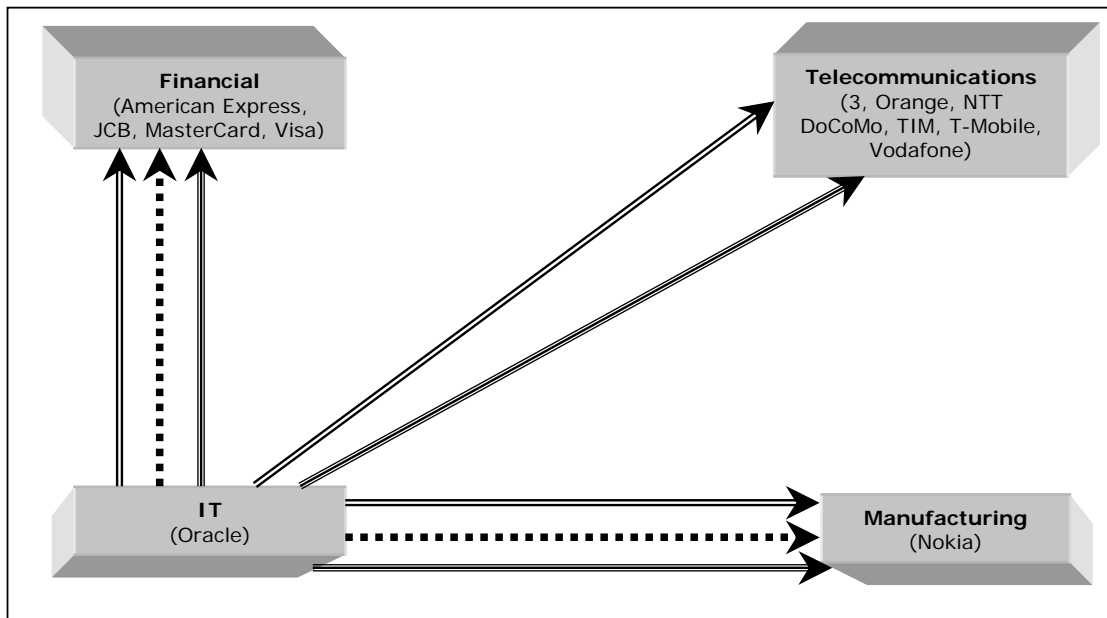 Financial
(American Express,
JCB, MasterCard, Visa)
Telecommunications
(3, Orange, NTT
DoCoMo, TIM, T-Mobile,
Vodafone)
IT
(Oracle)
Manufacturing
(Nokia)